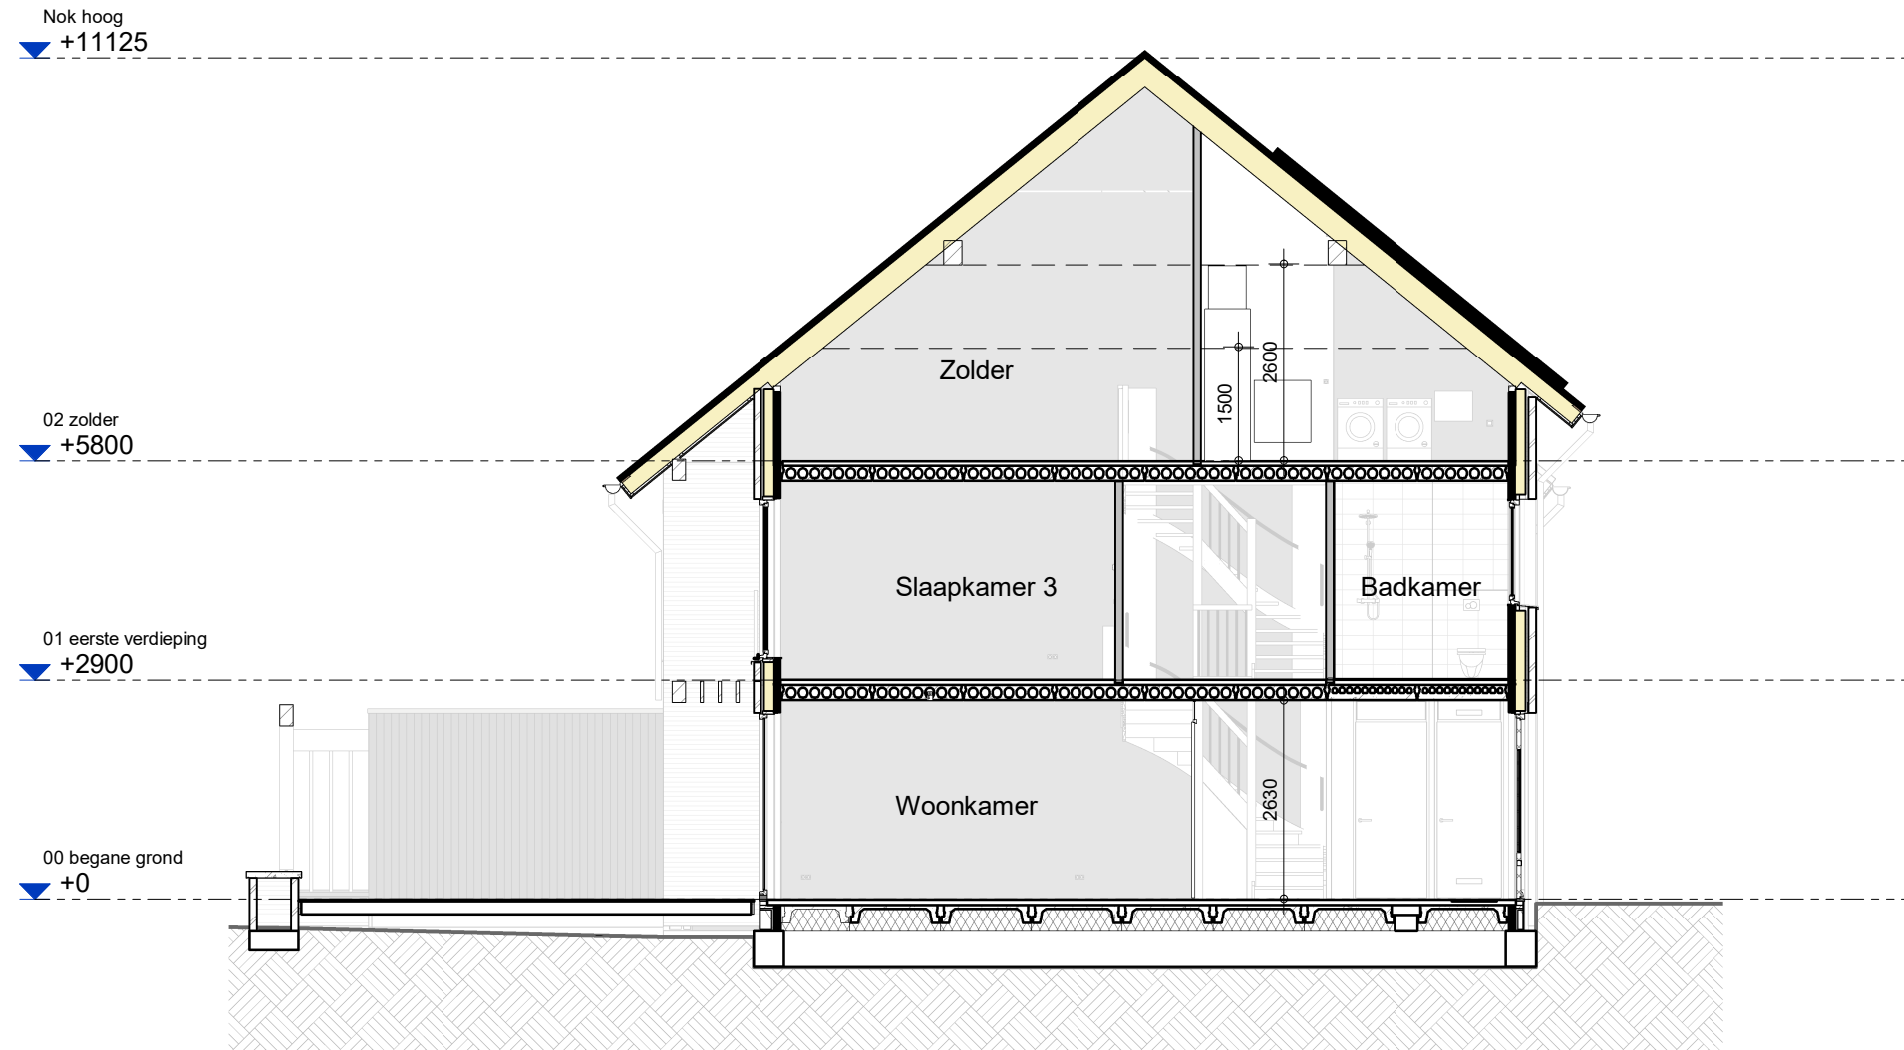 Nok hoog
+11125
02 zolder
+5800
01 eerste verdieping
+2900
00 begane grond
+0
Zolder
1500
2600
Slaapkamer 3
Badkamer
Woonkamer
2630